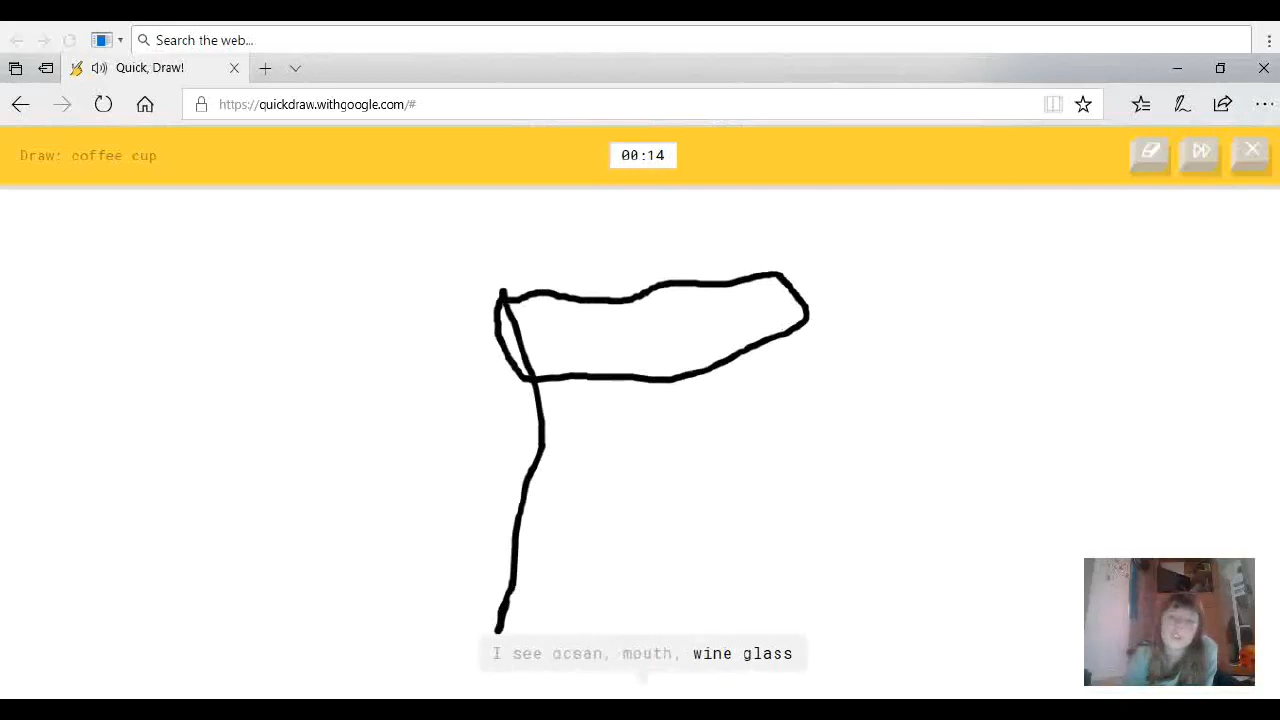 Search the web...
Quick, Draw!
https://quickdraw.withgoogle.com/#
Draw: coffee cup
00:14
I see ocean, mouth, wine glass